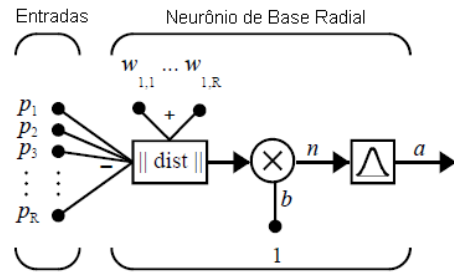 Entradas
Neurônio de Base Radial
w1,1 ... w1,R
+
p1
p2
p3
pR
−
|| dist ||
n
a
b
1